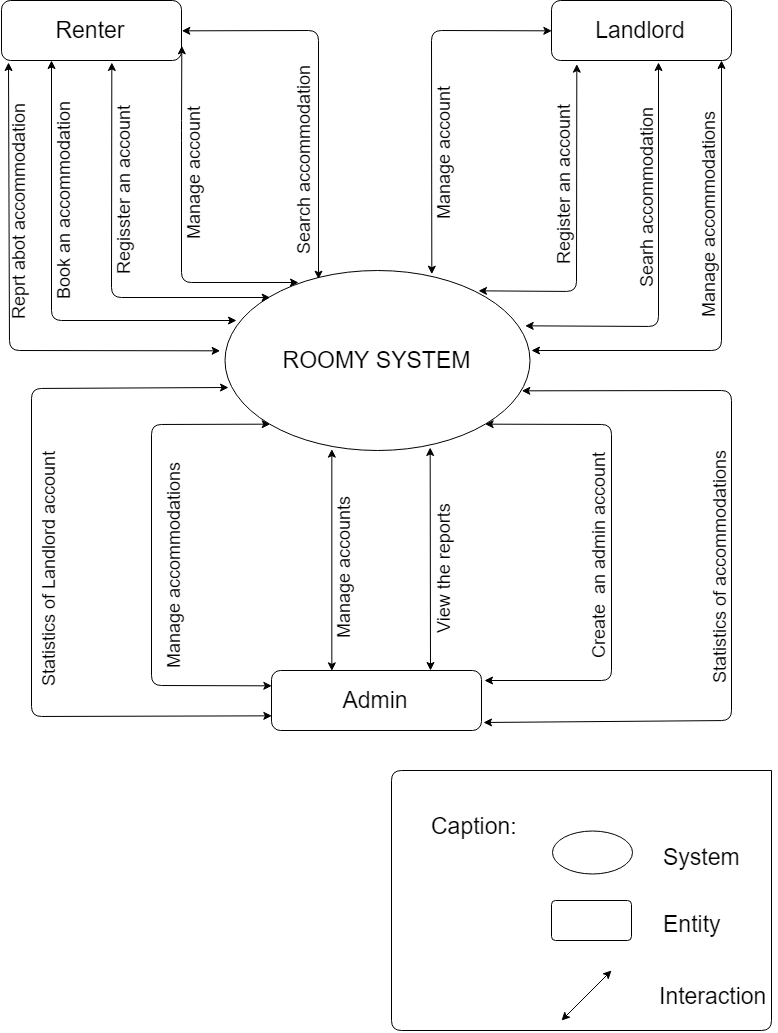 Renter
Landlord
Reprt abot accommodation
Book an accommodation
Regisster an account
Manage account
Search accommodation
Manage account
Register an account
Searh accommodation
Manage accommodations
ROOMY SYSTEM
Statistics of Landlord account
Manage accommodations
Manage accounts
View the reports
Create an admin account
Statistics of accommodations
Admin
Caption:
System
Entity
Interaction